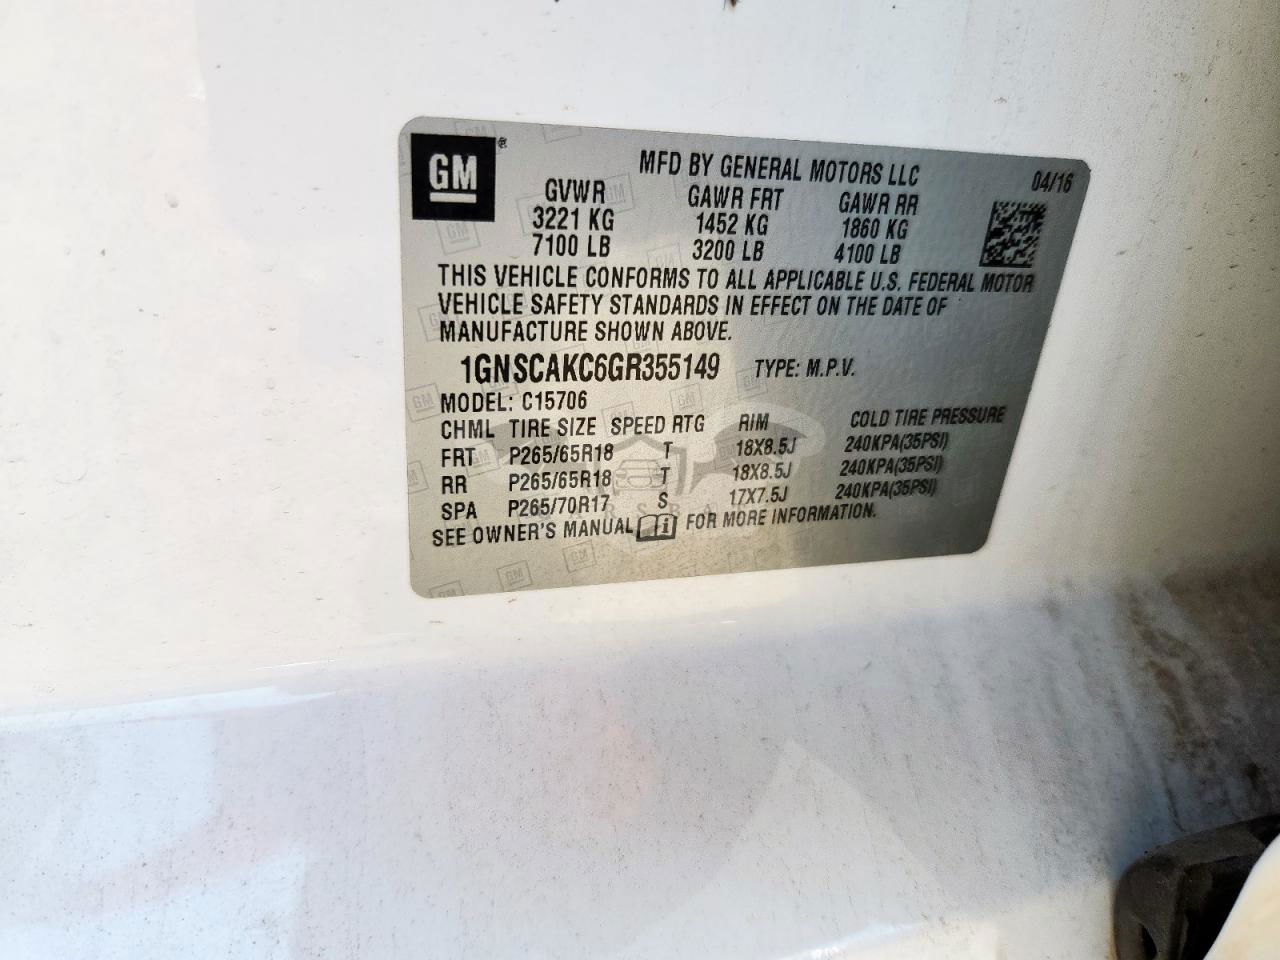 GM®
MFD BY GENERAL MOTORS LLC 04/16
GVWR GAWR FRT GAWR RR
3221 KG 1452 KG 1860 KG
7100 LB 3200 LB 4100 LB
THIS VEHICLE CONFORMS TO ALL APPLICABLE U.S. FEDERAL MOTOR
VEHICLE SAFETY STANDARDS IN EFFECT ON THE DATE OF
MANUFACTURE SHOWN ABOVE.
1GNSCAKC6GR355149 TYPE: M.P.V.
MODEL: C15706
CHML TIRE SIZE SPEED RTG RIM COLD TIRE PRESSURE
FRT P265/65R18 T 18X8.5J 240KPA(35PSI)
RR P265/65R18 T 18X8.5J 240KPA(35PSI)
SPA P265/70R17 S 17X7.5J 240KPA(35PSI)
SEE OWNER'S MANUAL i FOR MORE INFORMATION.